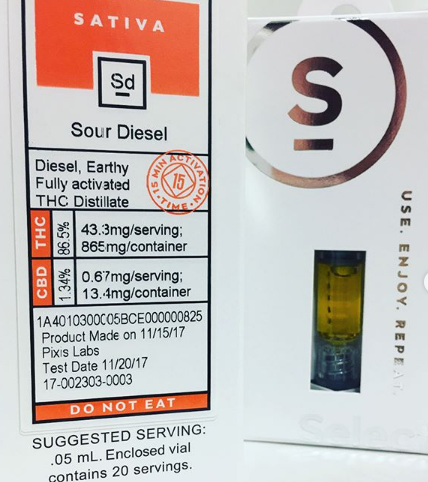 SATIVA
Sd
Sour Diesel
Diesel, Earthy
Fully activated
THC Distillate
15 MIN ACTIVATION
15
•TIME•
THC 86.5% 43.3mg/serving;
865mg/container
CBD 1.34% 0.67mg/serving;
13.4mg/container
1A4010300005BCE000000825
Product Made on 11/15/17
Pixis Labs
Test Date 11/20/17
17-002303-0003
DO NOT EAT
SUGGESTED SERVING:
.05 mL. Enclosed vial
contains 20 servings.
S
USE. ENJOY. REPEAT.
Select